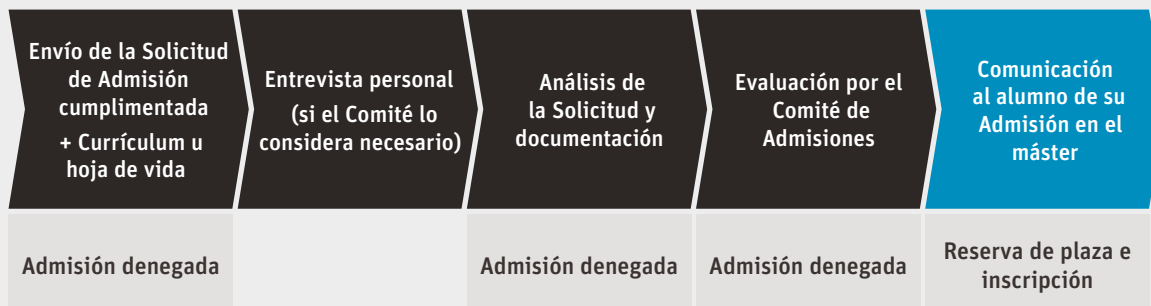 Envío de la Solicitud
de Admisión
cumplimentada
+ Currículum u
hoja de vida
Entrevista personal
(si el Comité lo
considera necesario)
Análisis de
la Solicitud y
documentación
Evaluación por el
Comité de
Admisiones
Comunicación
al alumno de su
Admisión en el
máster
Admisión denegada
Admisión denegada
Admisión denegada
Reserva de plaza e
inscripción